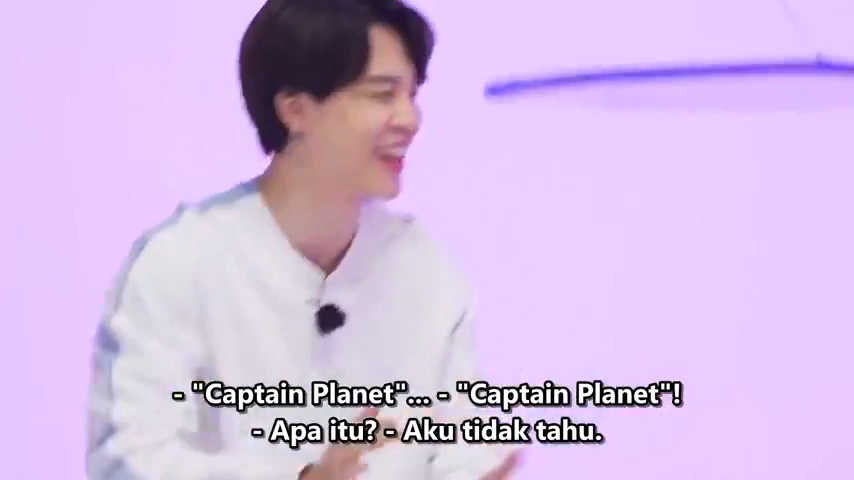 - "Captain Planet"... - "Captain Planet"!
- Apa itu? - Aku tidak tahu.